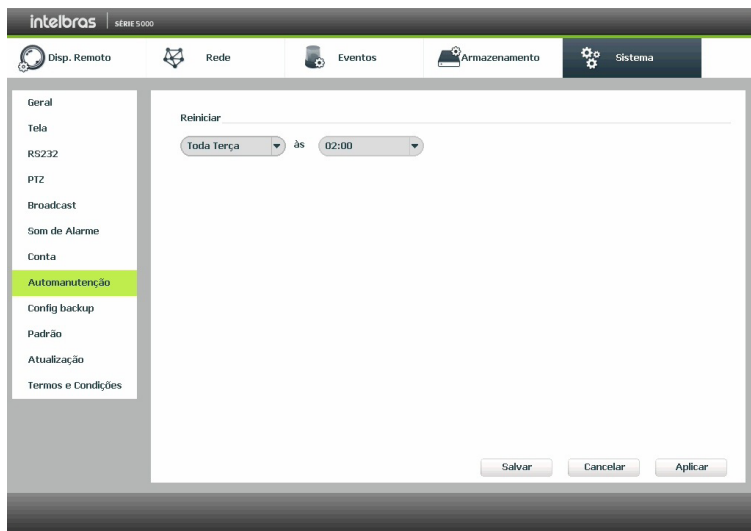 intelbras | SÉRIE 5000
Disp. Remoto
Rede
Eventos
Armazenamento
Sistema
Geral
Tela
RS232
PTZ
Broadcast
Som de Alarme
Conta
Automanutenção
Config backup
Padrão
Atualização
Termos e Condições
Reiniciar
Toda Terça às 02:00
Salvar Cancelar Aplicar